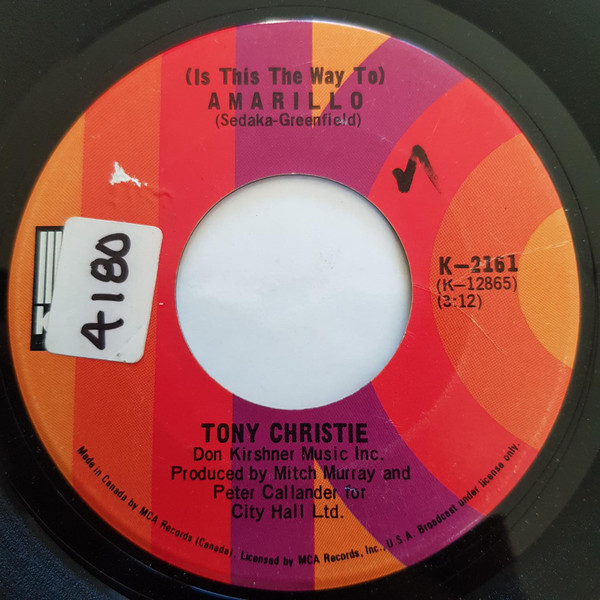 (Is This The Way To)
AMARILLO
(Sedaka-Greenfield)
K-2161
(K-12865)
(3:12)
4180
K
TONY CHRISTIE
Don Kirshner Music Inc.
Produced by Mitch Murray and
Peter Callander for
City Hall Ltd.
Made in Canada by MCA Records (Canada). Licensed by MCA Records, Inc., U.S.A. Broadcast under license only.